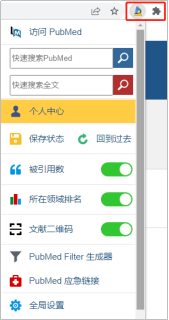 访问 PubMed
快速搜索PubMed
快速搜索全文
个人中心
保存状态 回到过去
被引用数
所在领域排名
文献二维码
PubMed Filter 生成器
PubMed 应急链接
全局设置